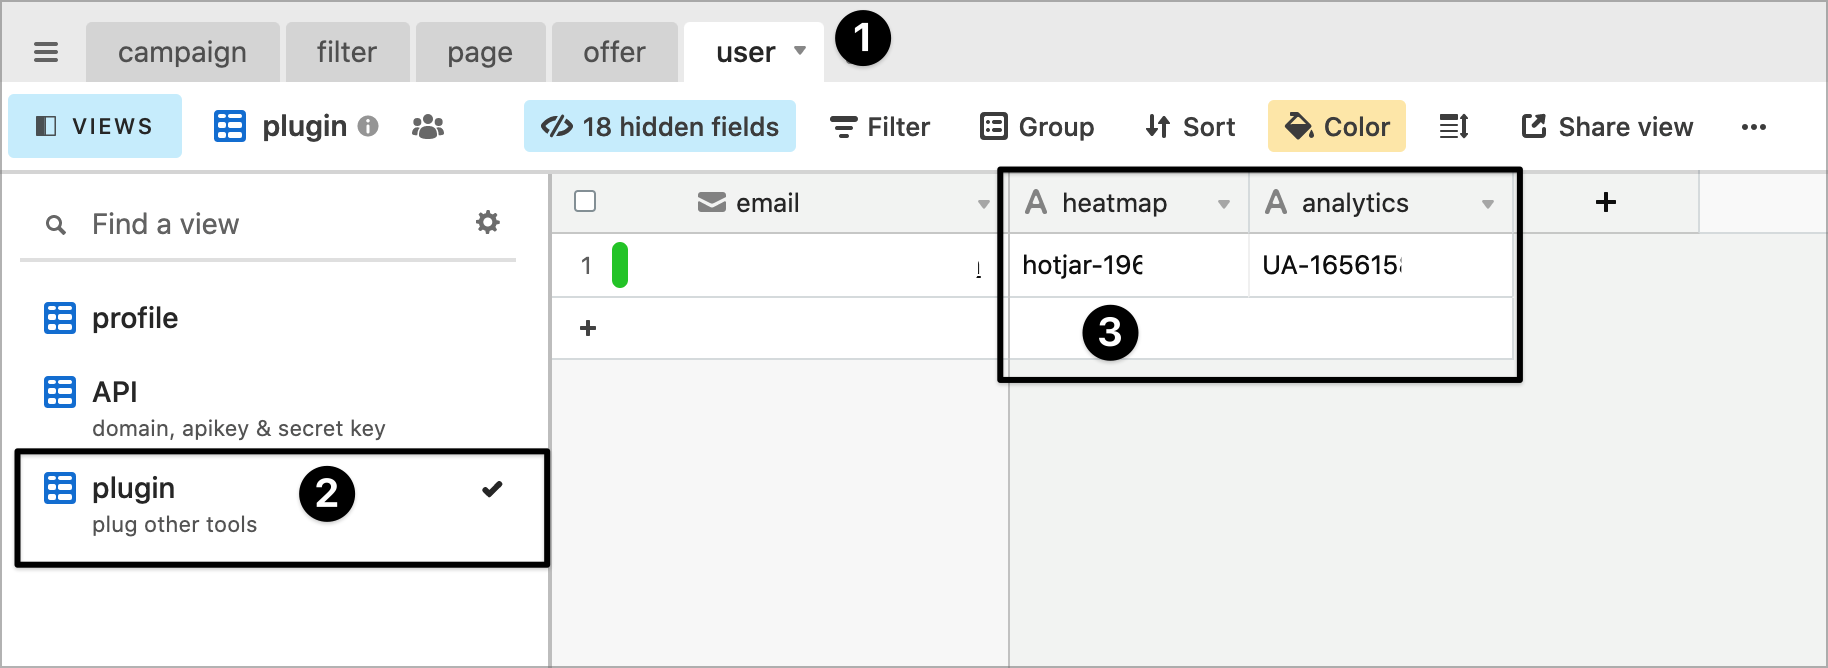 campaign filter page offer user 1
VIEWS plugin 18 hidden fields Filter Group Sort Color Share view
Find a view
email heatmap analytics
1 hotjar-196 UA-165615
profile
API
domain, apikey & secret key
plugin 2
plug other tools
3